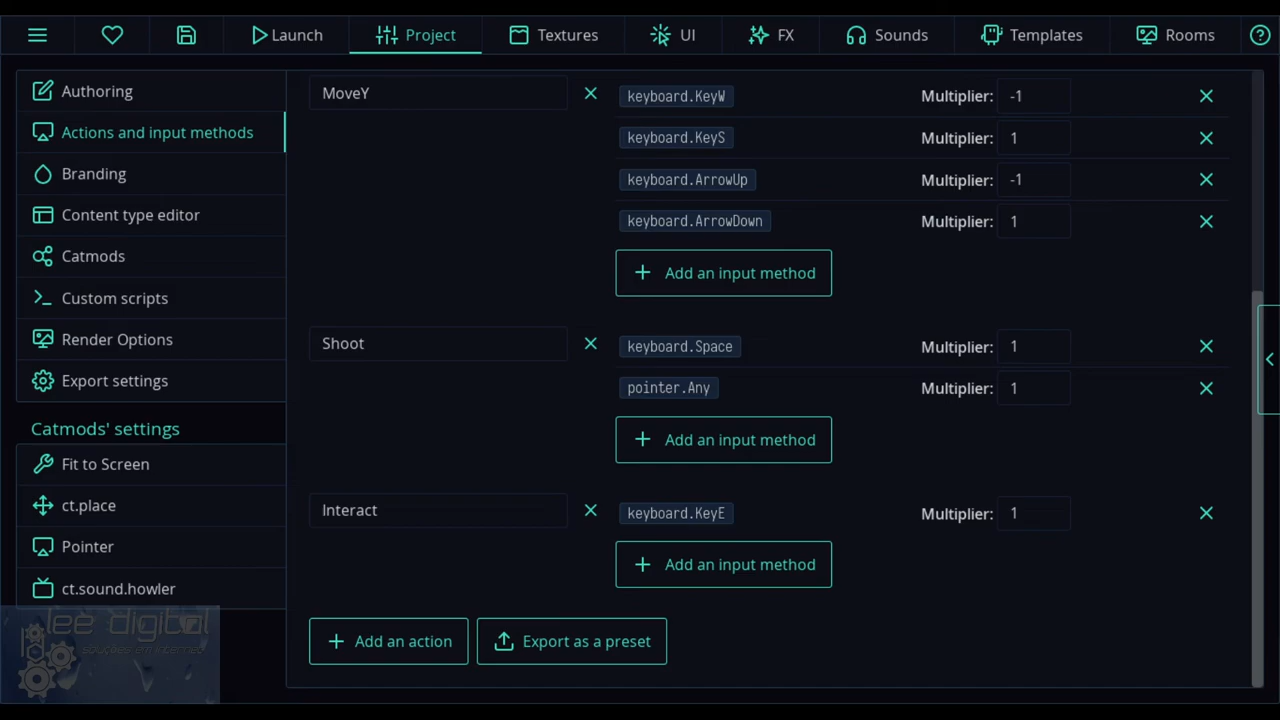 Launch Project Textures UI FX Sounds Templates Rooms
Authoring
Actions and input methods
Branding
Content type editor
Catmods
Custom scripts
Render Options
Export settings
Catmods' settings
Fit to Screen
ct.place
Pointer
ct.sound.howler
MoveY
keyboard.KeyW Multiplier: -1
keyboard.KeyS Multiplier: 1
keyboard.ArrowUp Multiplier: -1
keyboard.ArrowDown Multiplier: 1
Add an input method
Shoot
keyboard.Space Multiplier: 1
pointer.Any Multiplier: 1
Add an input method
Interact
keyboard.KeyE Multiplier: 1
Add an input method
Add an action Export as a preset
lee digital
soluções em internet